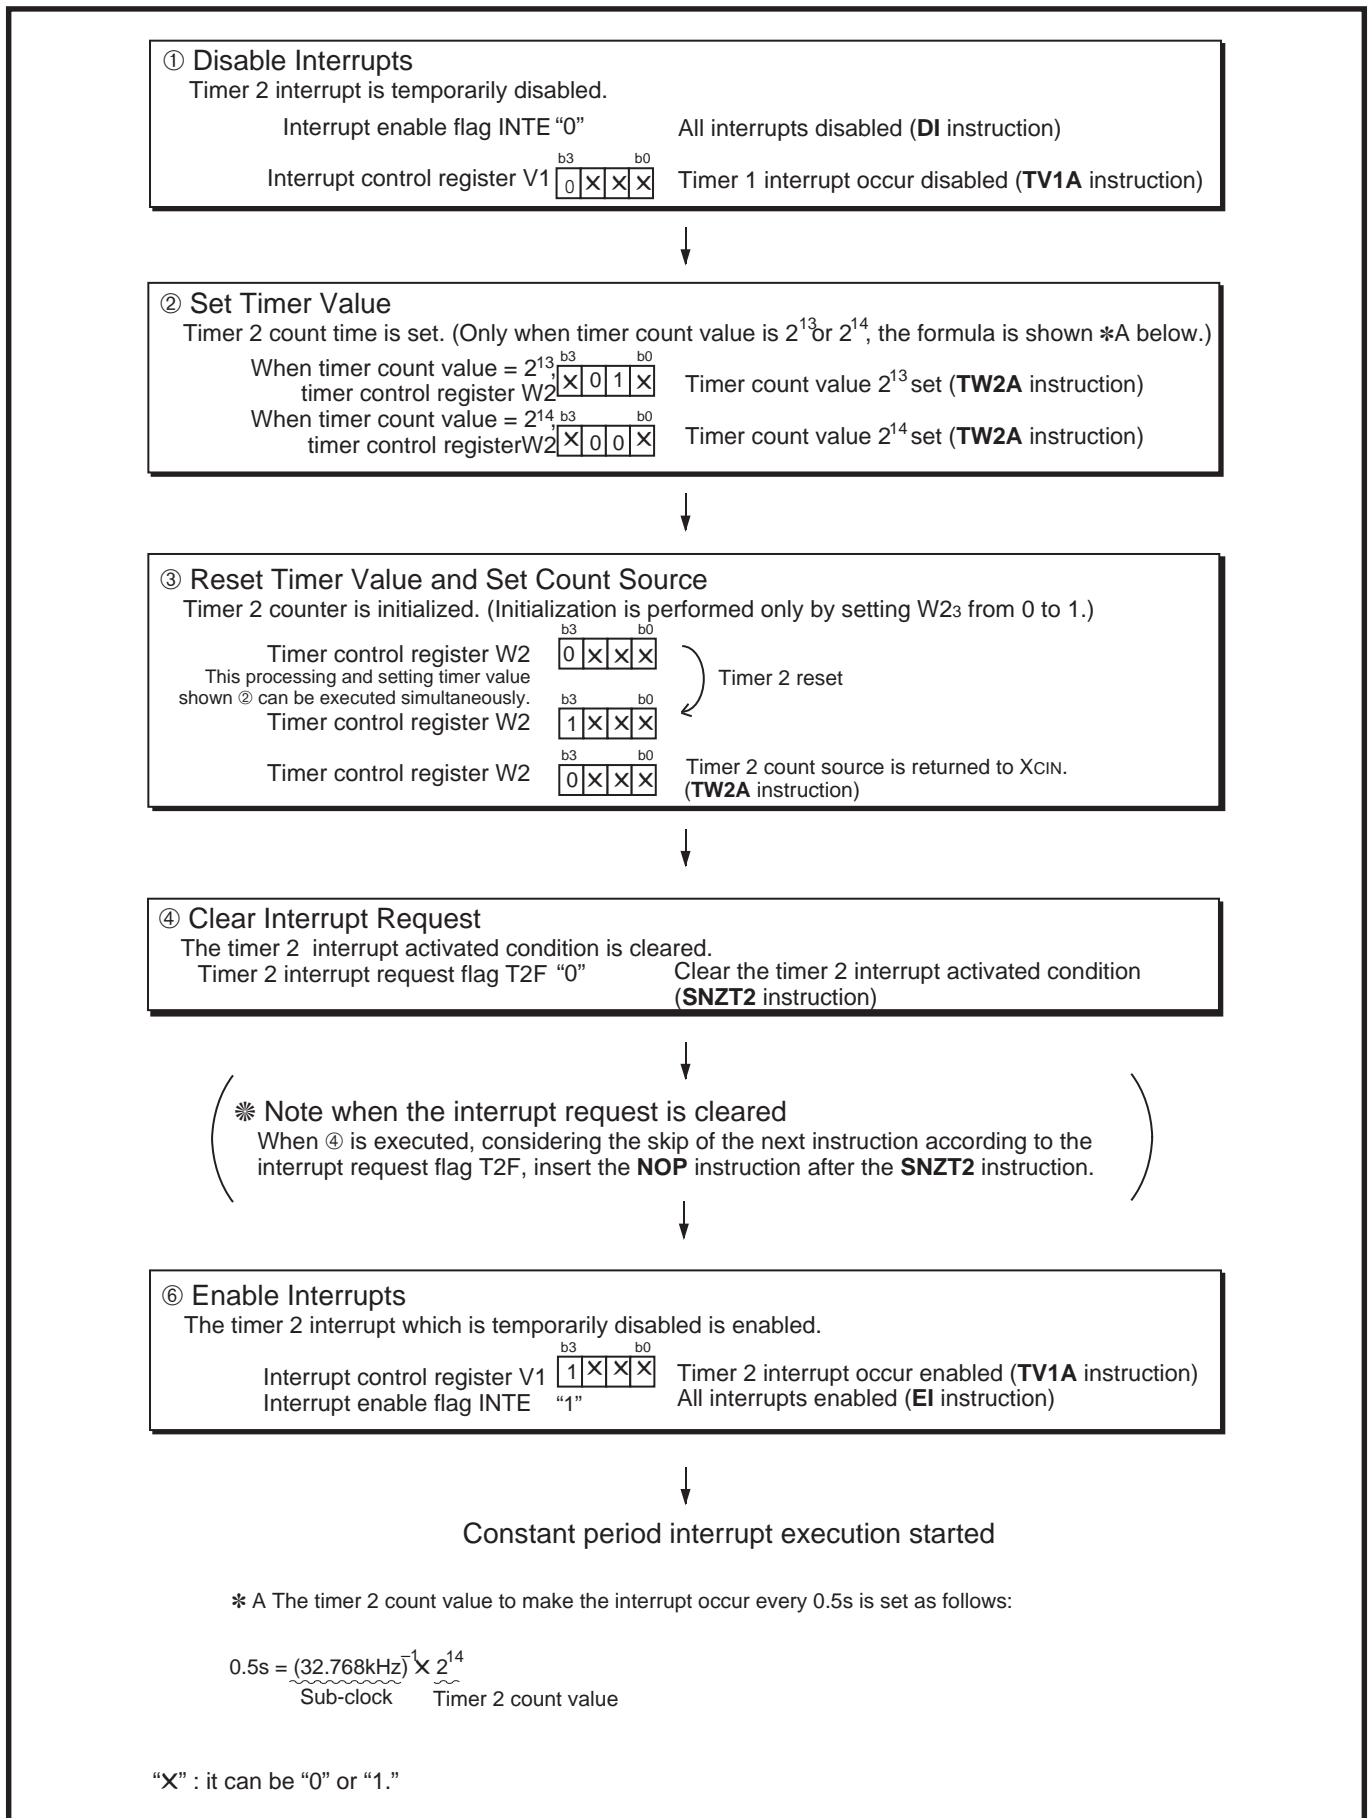 ① Disable Interrupts
Timer 2 interrupt is temporarily disabled.
Interrupt enable flag INTE “0” All interrupts disabled (DI instruction)
b3 b0
Interrupt control register V1 0 X X X Timer 1 interrupt occur disabled (TV1A instruction)
② Set Timer Value
Timer 2 count time is set. (Only when timer count value is 2^13 or 2^14, the formula is shown ✻A below.)
When timer count value = 2^13, b3 b0
timer control register W2 X 0 1 X Timer count value 2^13 set (TW2A instruction)
When timer count value = 2^14, b3 b0
timer control registerW2 X 0 0 X Timer count value 2^14 set (TW2A instruction)
③ Reset Timer Value and Set Count Source
Timer 2 counter is initialized. (Initialization is performed only by setting W23 from 0 to 1.)
b3 b0
Timer control register W2 0 X X X
This processing and setting timer value Timer 2 reset
shown ② can be executed simultaneously. b3 b0
Timer control register W2 1 X X X
b3 b0
Timer control register W2 0 X X X Timer 2 count source is returned to XCIN.
(TW2A instruction)
④ Clear Interrupt Request
The timer 2 interrupt activated condition is cleared.
Timer 2 interrupt request flag T2F “0” Clear the timer 2 interrupt activated condition
(SNZT2 instruction)
❋ Note when the interrupt request is cleared
When ④ is executed, considering the skip of the next instruction according to the
interrupt request flag T2F, insert the NOP instruction after the SNZT2 instruction.
⑥ Enable Interrupts
The timer 2 interrupt which is temporarily disabled is enabled.
b3 b0
Interrupt control register V1 1 X X X Timer 2 interrupt occur enabled (TV1A instruction)
Interrupt enable flag INTE “1” All interrupts enabled (EI instruction)
Constant period interrupt execution started
✻ A The timer 2 count value to make the interrupt occur every 0.5s is set as follows:
0.5s = (32.768kHz)^–1 X 2^14
Sub-clock Timer 2 count value
“X” : it can be “0” or “1.”